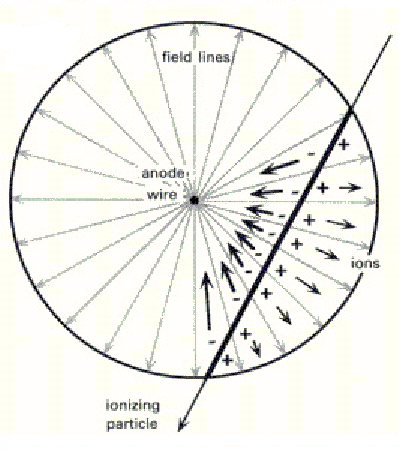 field lines
anode
wire
ions
ionizing
particle